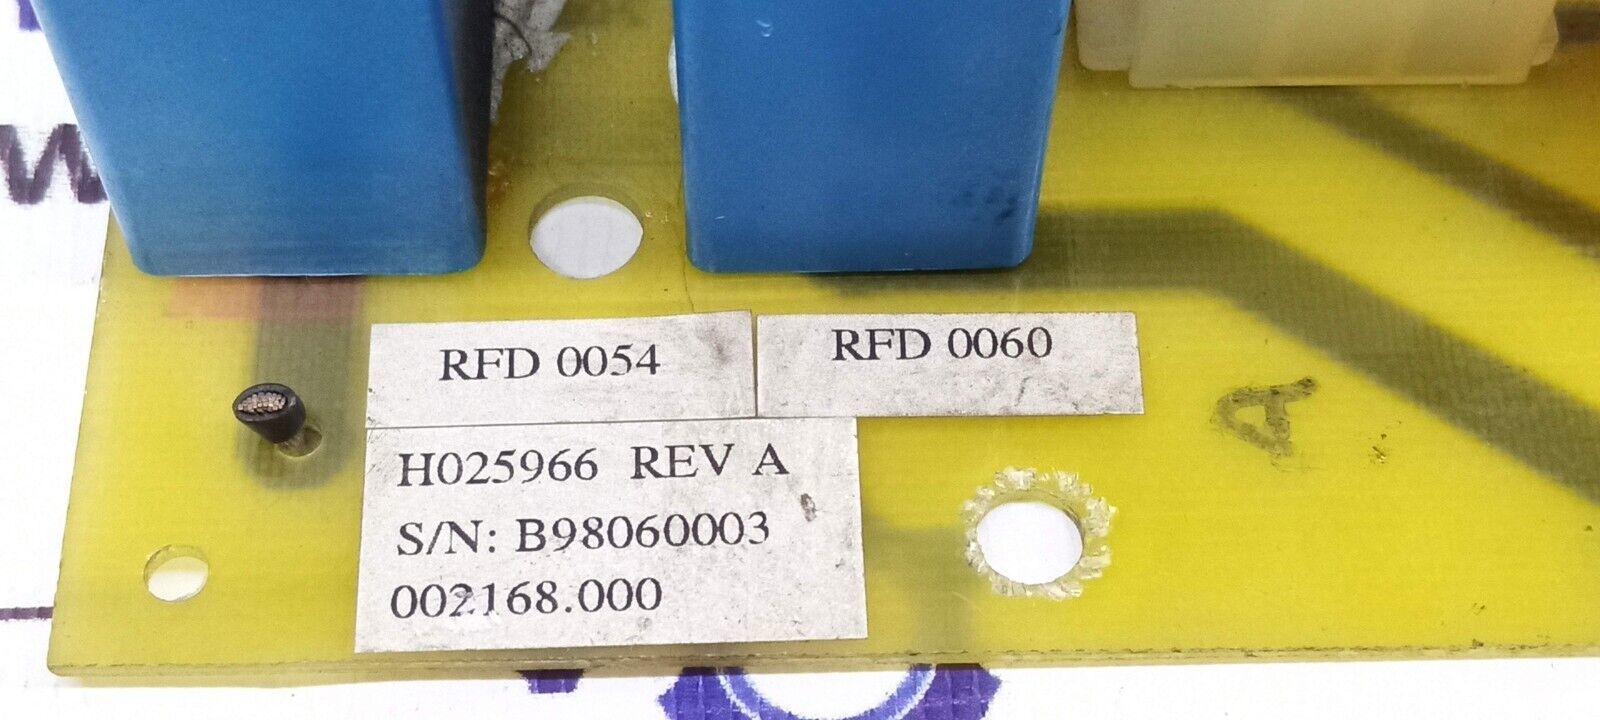 RFD 0054
RFD 0060
H025966 REV A
S/N: B98060003
002168.000